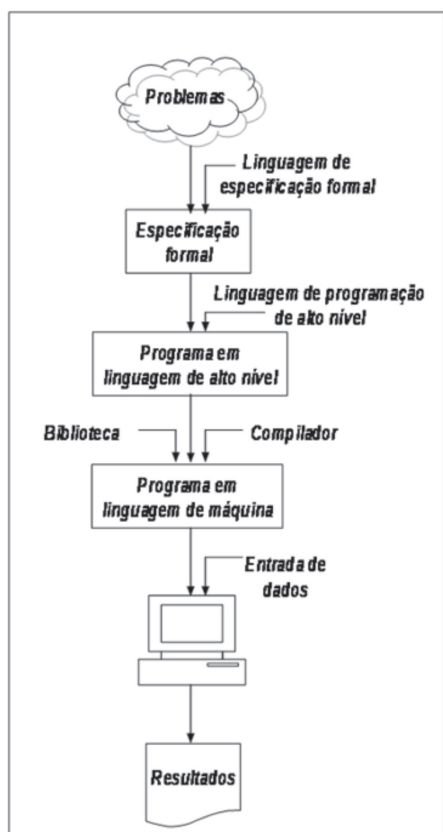 Problemas
Linguagem de
especificação formal
Especificação
formal
Linguagem de programação
de alto nível
Programa em
linguagem de alto nível
Biblioteca
Compilador
Programa em
linguagem de máquina
Entrada de
dados
Resultados